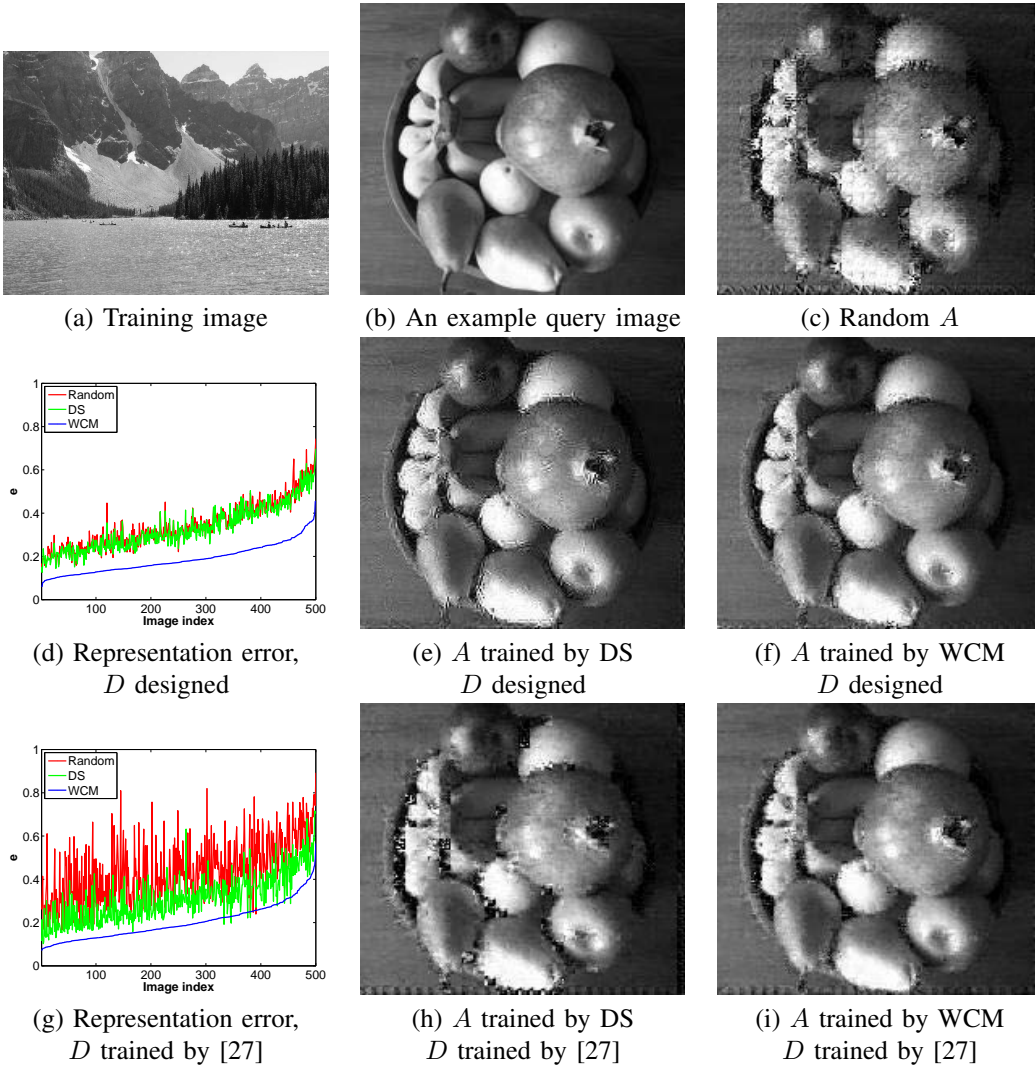 (a) Training image
(b) An example query image
(c) Random A
1
0.8
0.6
0.4
0.2
0
e
Random
DS
WCM
100
200
300
400
500
Image index
(d) Representation error,
D designed
(e) A trained by DS
D designed
(f) A trained by WCM
D designed
1
0.8
0.6
0.4
0.2
0
e
Random
DS
WCM
100
200
300
400
500
Image index
(g) Representation error,
D trained by [27]
(h) A trained by DS
D trained by [27]
(i) A trained by WCM
D trained by [27]